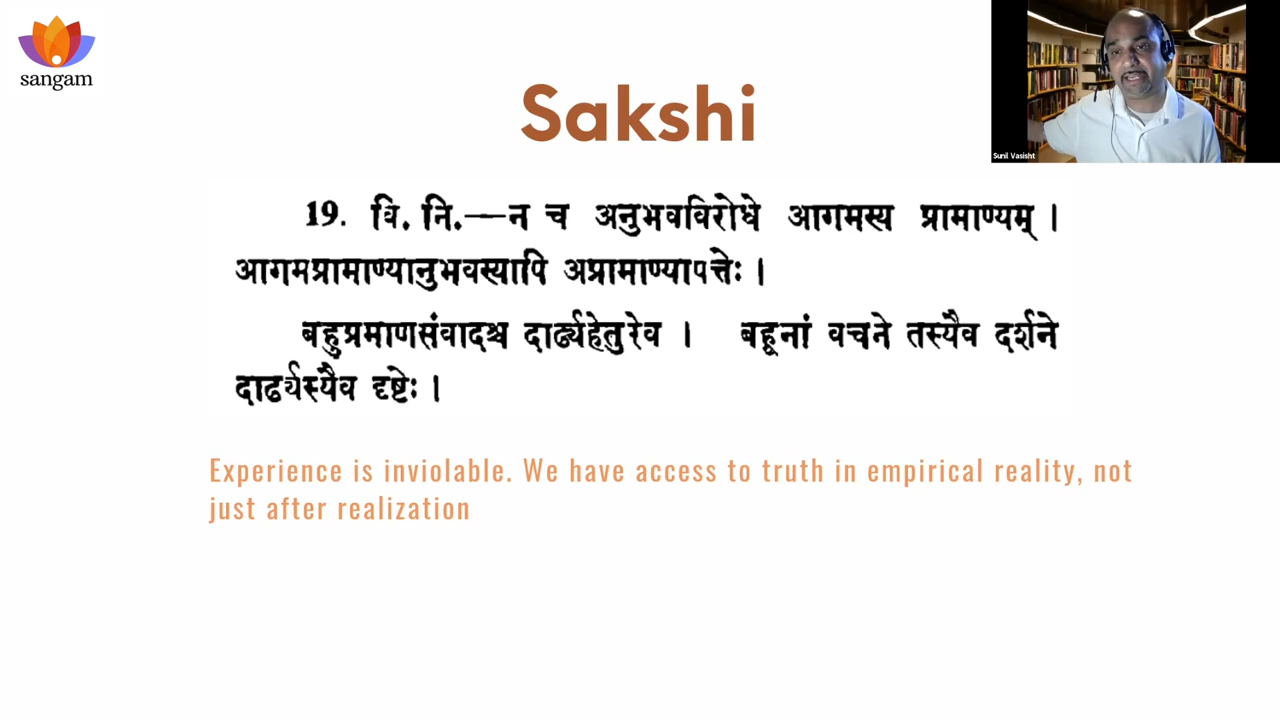 sangam
Sakshi
Sunil Vasisht
19. वि. नि.—न च अनुभवविरोधे आगमस्य प्रामाण्यम् ।
आगमप्रामाण्यानुभवस्यापि अप्रामाण्यापत्तेः ।
बहुप्रमाणसंवादश्च दार्ढ्यहेतुरेव । बहूनां वचने तस्यैव दर्शने
दार्ढ्यस्यैव दृष्टेः ।
Experience is inviolable. We have access to truth in empirical reality, not
just after realization